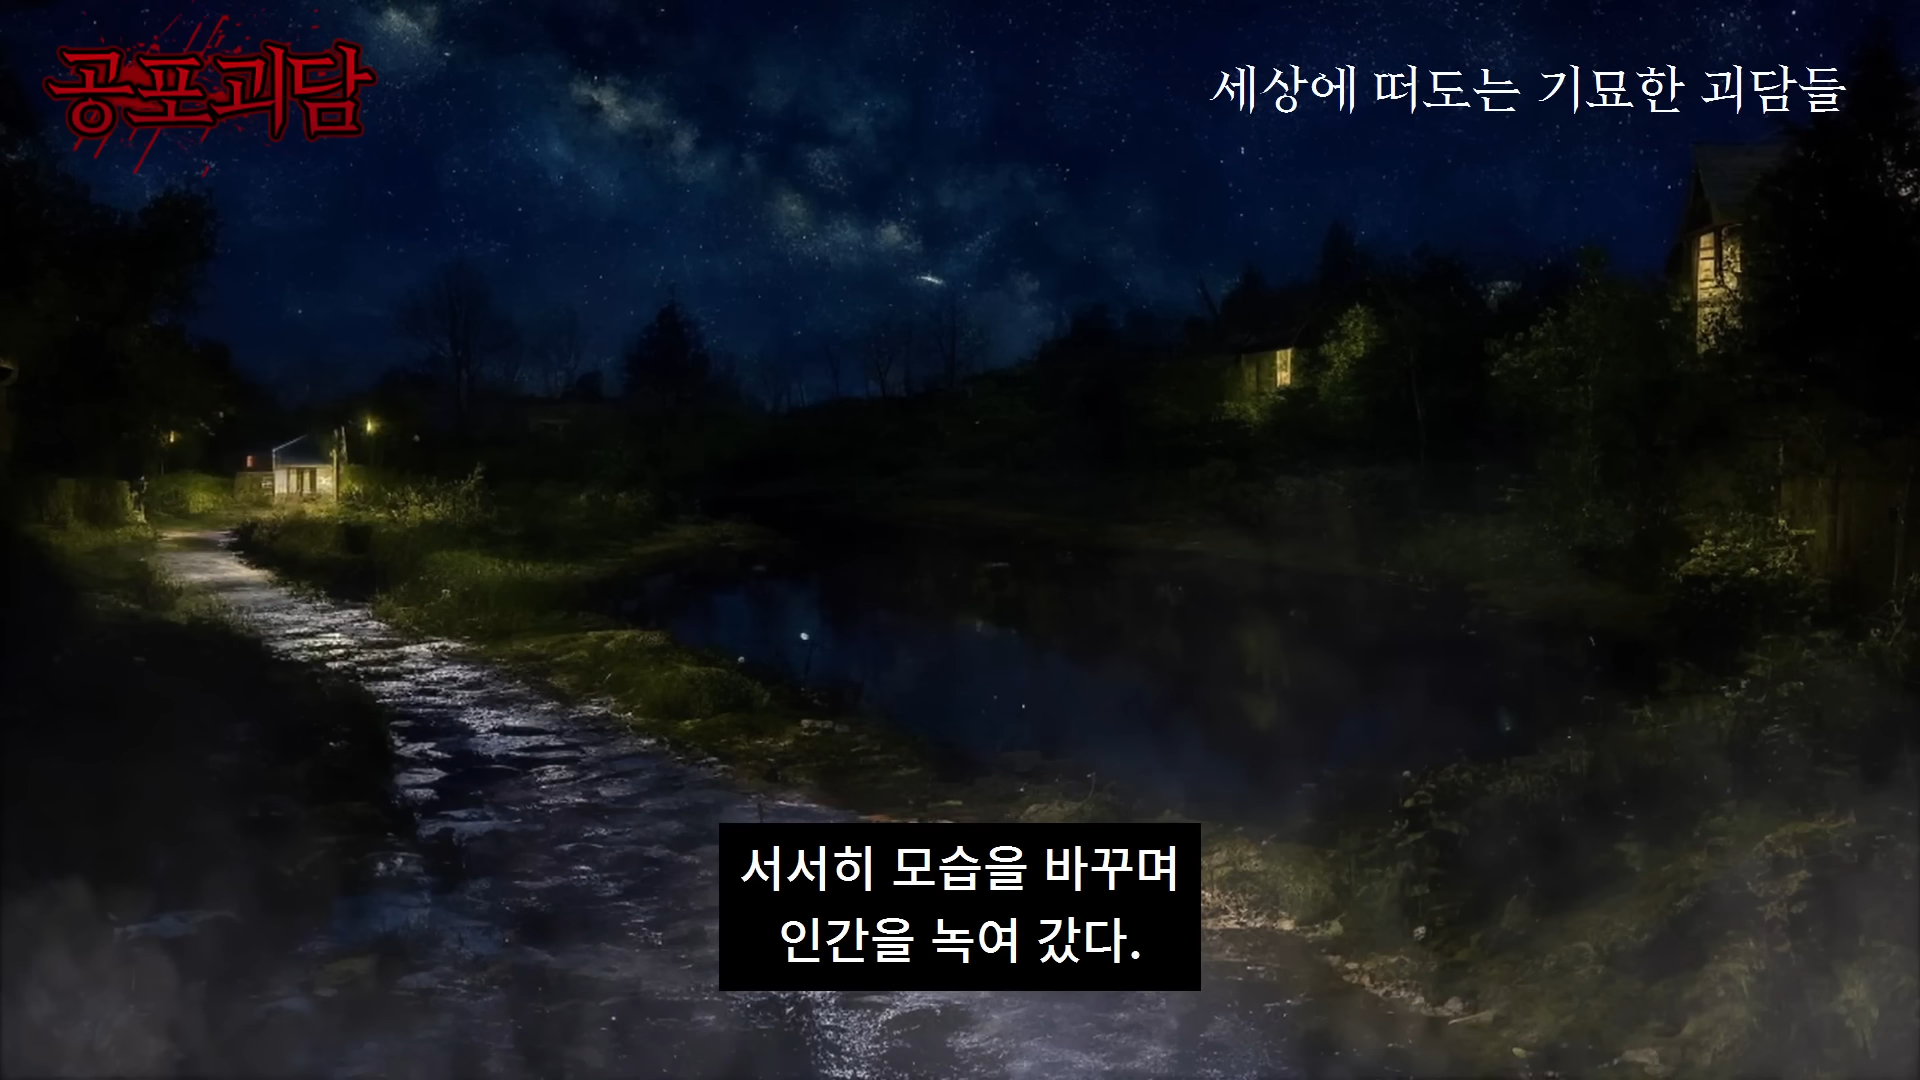 공포괴담
세상에 떠도는 기묘한 괴담들
서서히 모습을 바꾸며
인간을 녹여 갔다.